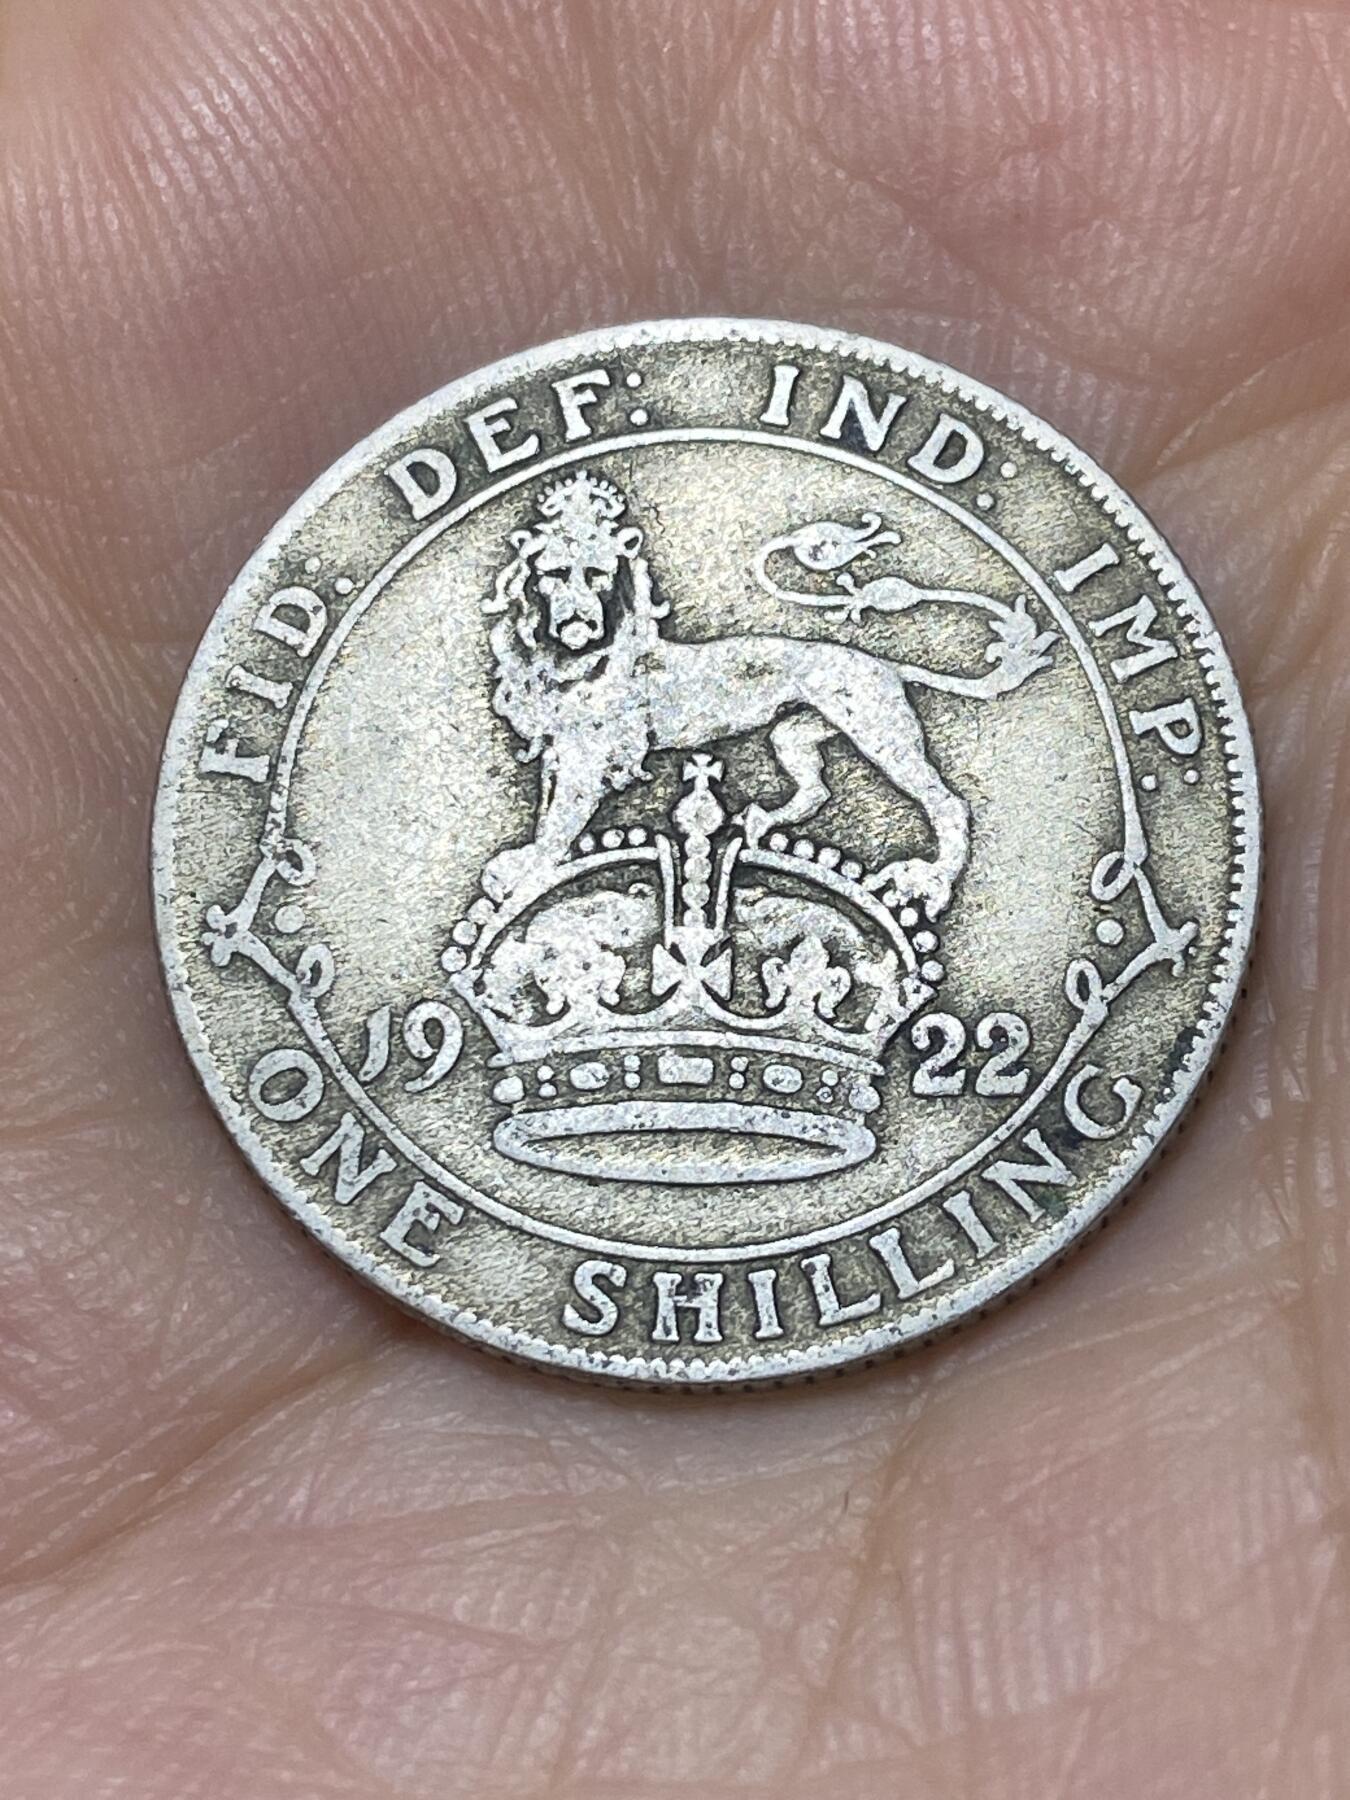 FID: DEF: IND: IMP:
19 22
ONE SHILLING